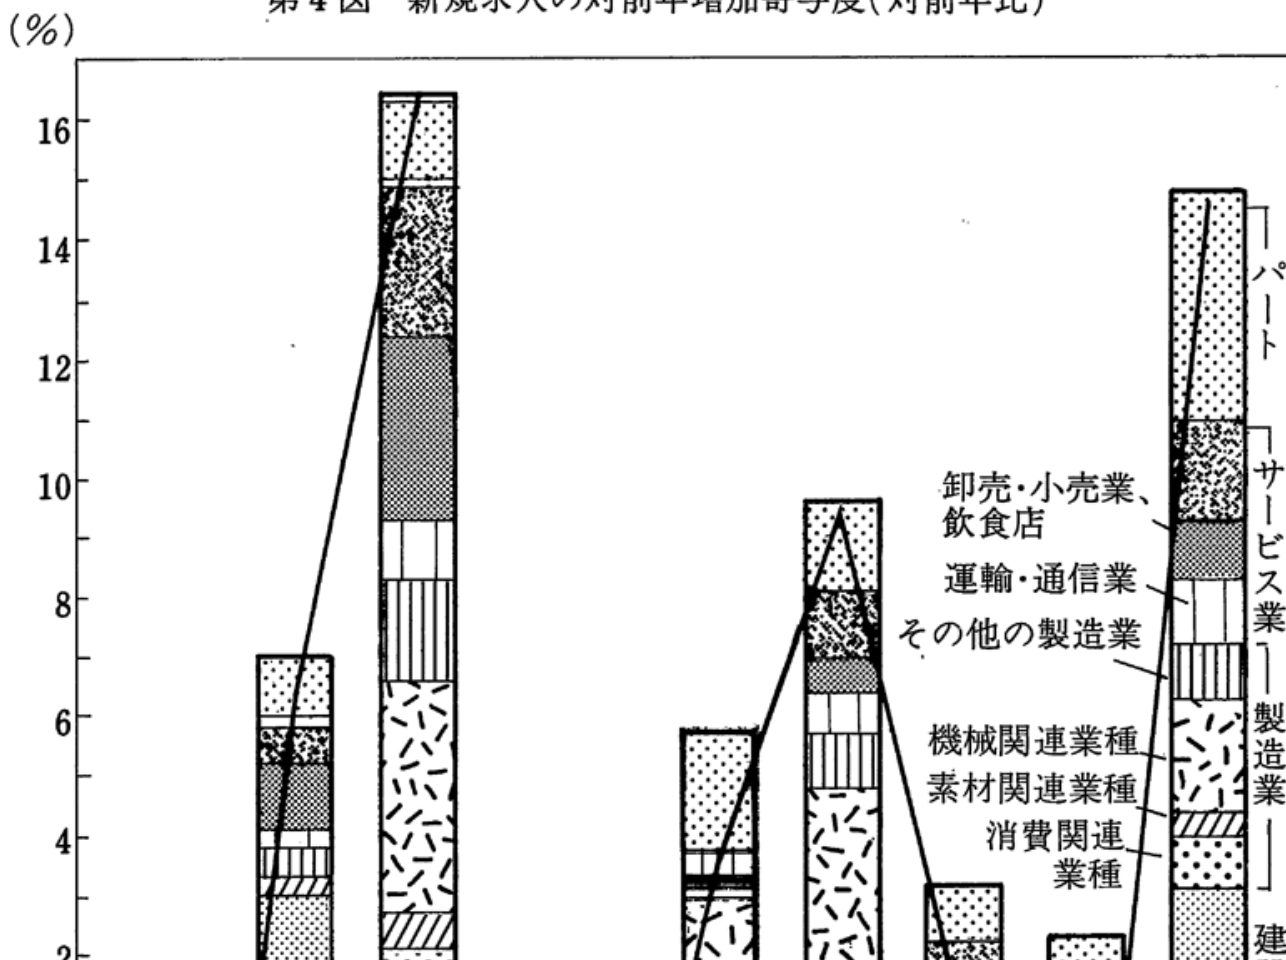 第4図 新規求人の対前年増加寄与度(対前年比)
(%)
16
14
12
10
8
6
4
2
卸売・小売業、
飲食店
運輸・通信業
その他の製造業
機械関連業種
素材関連業種
消費関連
業種
パート
サービス業
製造業
建